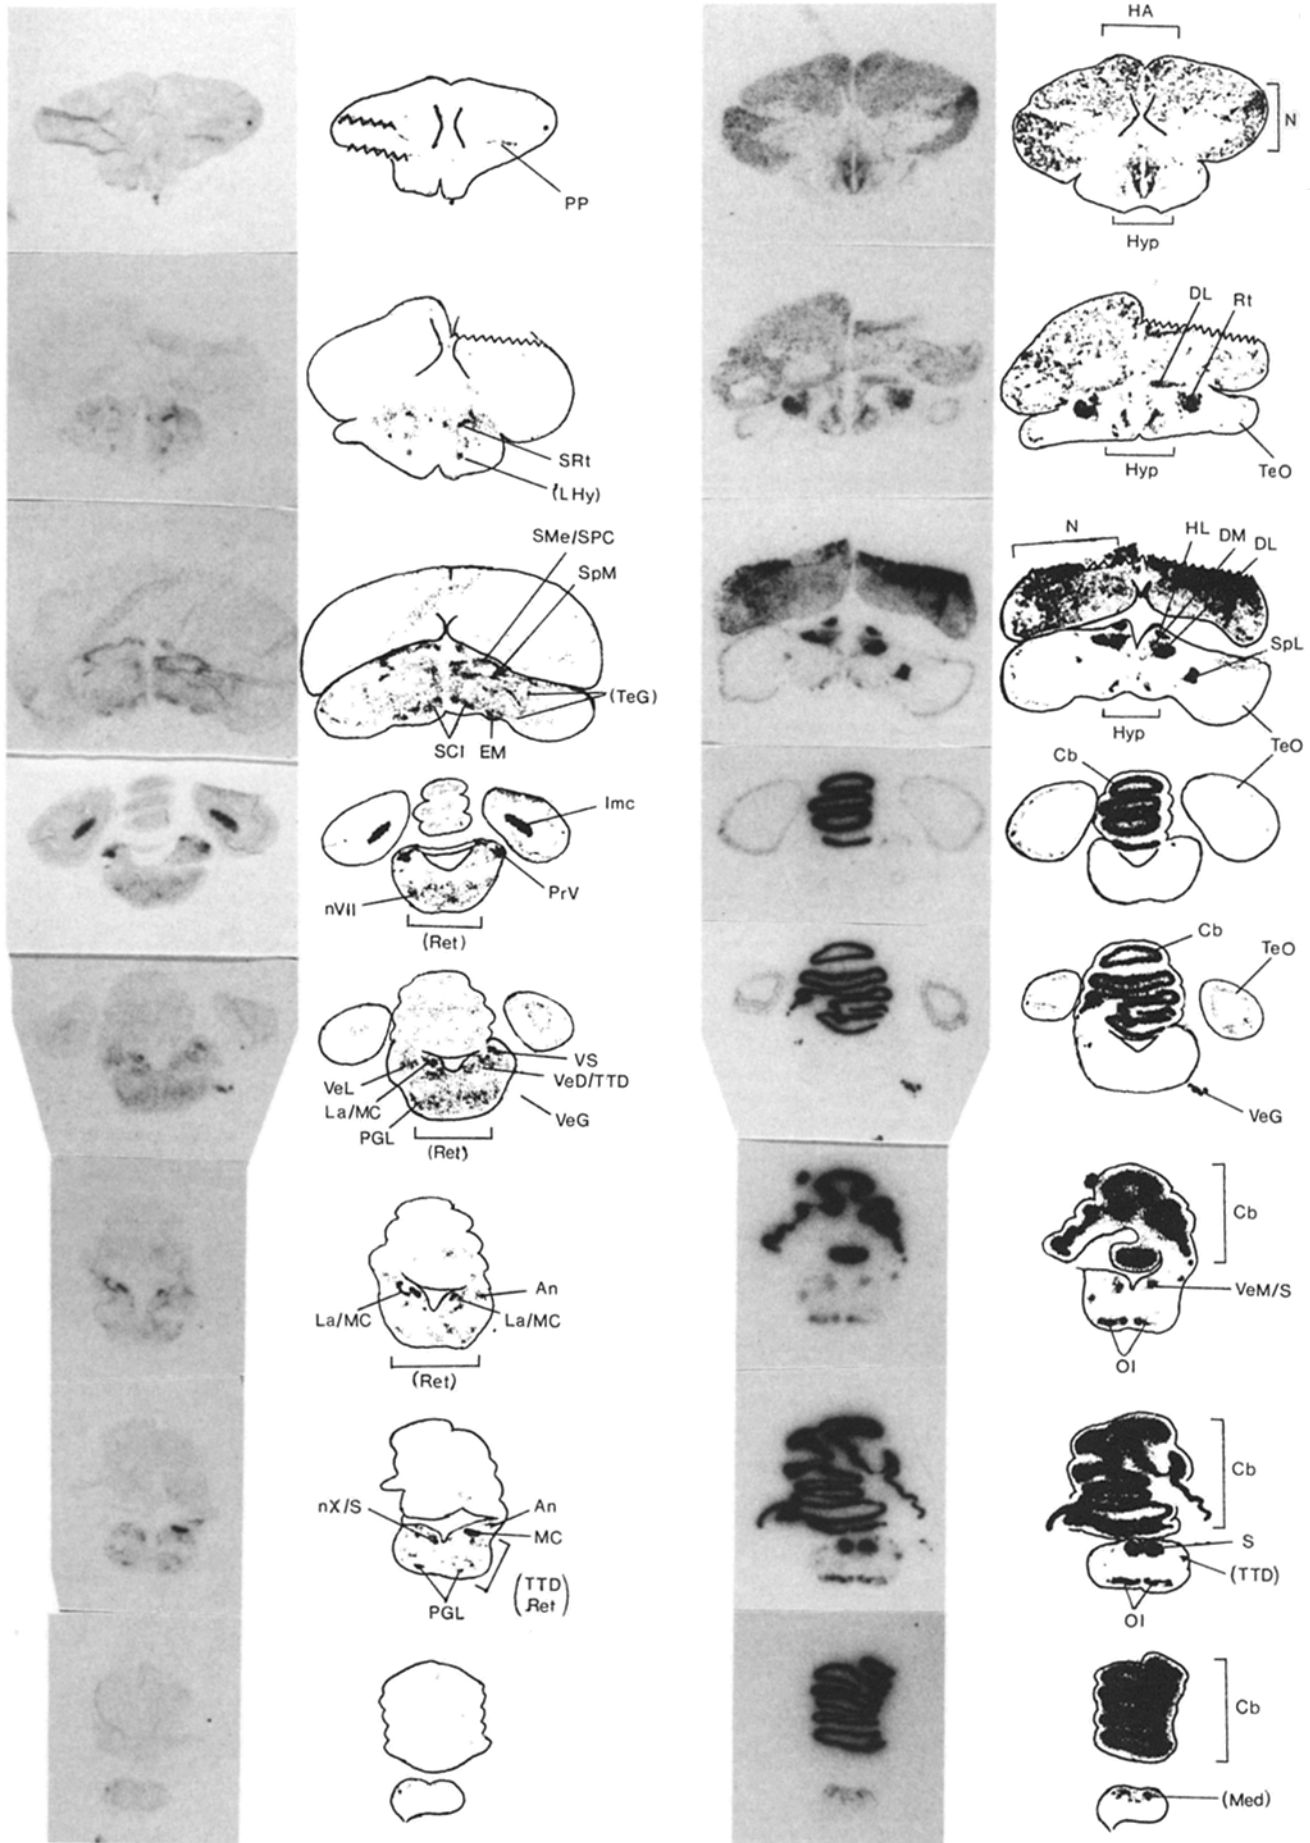 HA
N
PP
Hyp
DL
Rt
SRt
(LHy)
Hyp
TeO
SMe/SPC
SpM
(TeG)
SCI
EM
N
HL
DM
DL
SpL
Hyp
TeO
Imc
nVII
PrV
(Ret)
Cb
VS
VeL
VeD/TTD
La/MC
VeG
PGL
(Ret)
Cb
TeO
VeG
An
La/MC
La/MC
(Ret)
Cb
VeM/S
OI
nX/S
An
MC
(TTD
Ret)
PGL
Cb
S
(TTD)
OI
Cb
(Med)